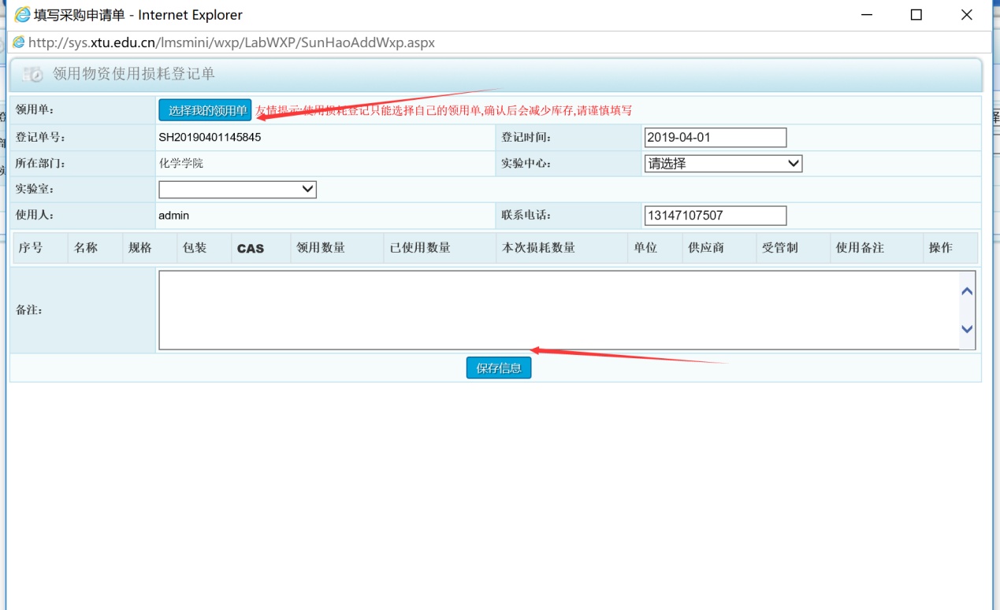 填写采购申请单 - Internet Explorer
http://sys.xtu.edu.cn/lmsmini/wxp/LabWXP/SunHaoAddWxp.aspx
领用物资使用损耗登记单
领用单： 选择我的领用单 友情提示:使用损耗登记只能选择自己的领用单,确认后会减少库存,请谨慎填写
登记单号： SH20190401145845 登记时间： 2019-04-01
所在部门： 化学学院 实验中心： 请选择
实验室：
使用人： admin 联系电话： 13147107507
序号 名称 规格 包装 CAS 领用数量 已使用数量 本次损耗数量 单位 供应商 受管制 使用备注 操作
备注：
保存信息